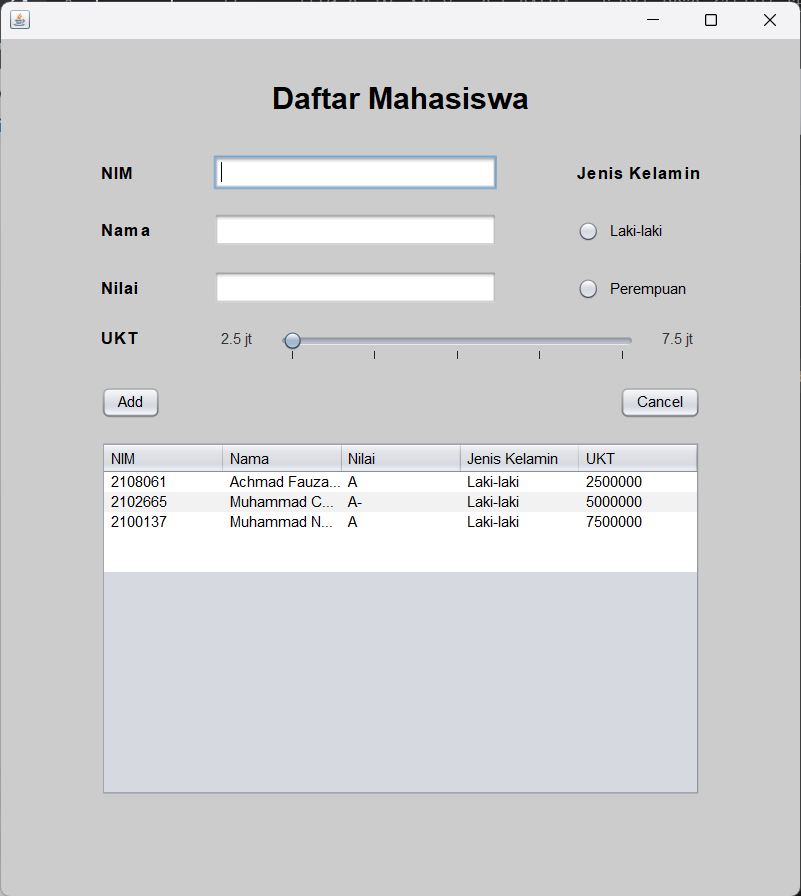 Daftar Mahasiswa
NIM Jenis Kelamin
Nama Laki-laki
Nilai Perempuan
UKT 2.5 jt 7.5 jt
Add Cancel
NIM Nama Nilai Jenis Kelamin UKT
2108061 Achmad Fauza... A Laki-laki 2500000
2102665 Muhammad C... A- Laki-laki 5000000
2100137 Muhammad N... A Laki-laki 7500000